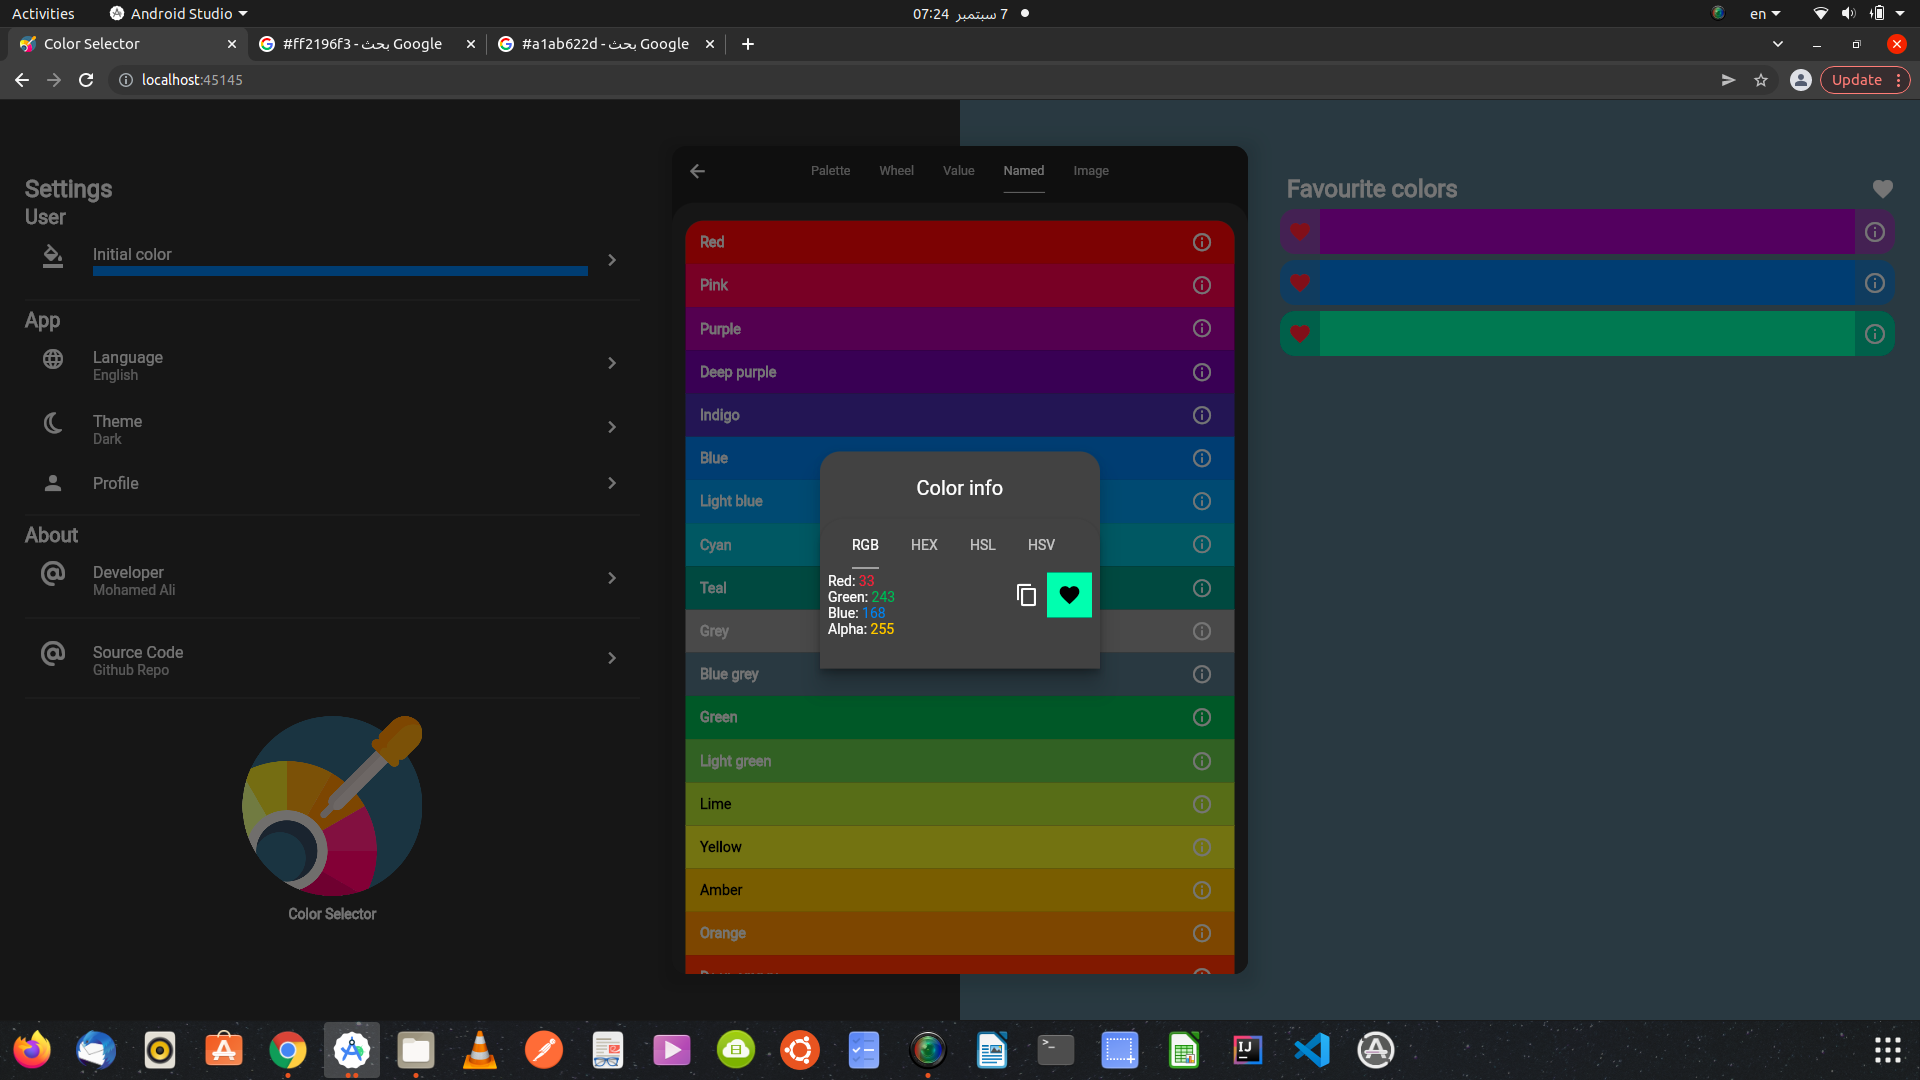 Activities
Android Studio
7 سبتمبر 07:24
en
Color Selector
#ff2196f3 - بحث Google
#a1ab622d - بحث Google
localhost:45145
Update
Settings
User
Initial color
App
Language
English
Theme
Dark
Profile
About
Developer
Mohamed Ali
Source Code
Github Repo
Color Selector
Palette
Wheel
Value
Named
Image
Red
Pink
Purple
Deep purple
Indigo
Blue
Light blue
Cyan
Teal
Grey
Blue grey
Green
Light green
Lime
Yellow
Amber
Orange
Color info
RGB
HEX
HSL
HSV
Red: 33
Green: 243
Blue: 168
Alpha: 255
Favourite colors